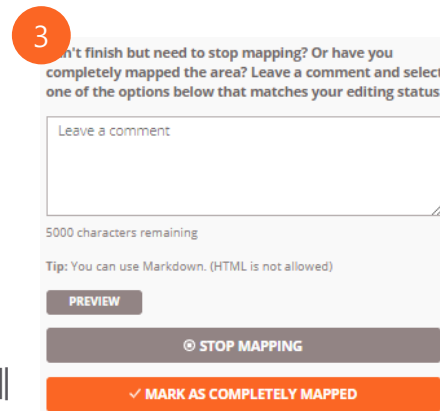 3
n't finish but need to stop mapping? Or have you
completely mapped the area? Leave a comment and select
one of the options below that matches your editing status
Leave a comment
5000 characters remaining
Tip: You can use Markdown. (HTML is not allowed)
PREVIEW
STOP MAPPING
MARK AS COMPLETELY MAPPED